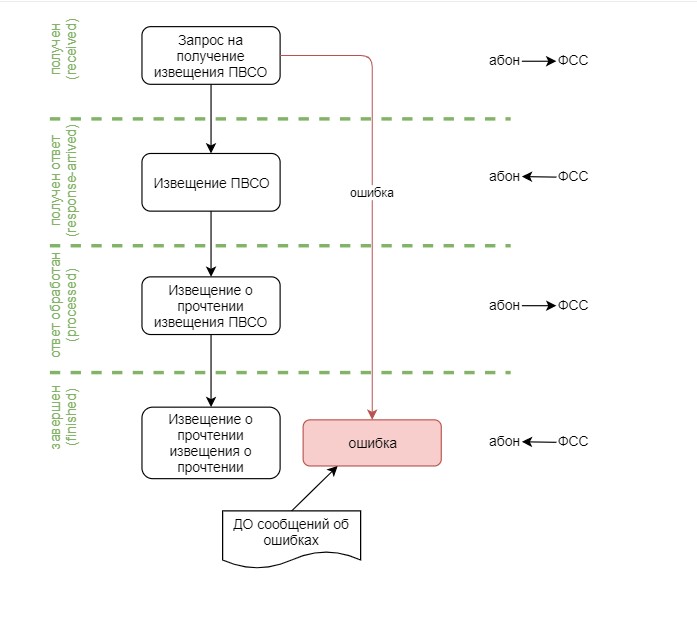 получен
(received)
Запрос на
получение
извещения ПВСО
абон ФСС
получен ответ
(response-arrived)
Извещение ПВСО
ошибка
абон ФСС
ответ обработан
(processed)
Извещение о
прочтении
извещения ПВСО
абон ФСС
завершен
(finished)
Извещение о
прочтении
извещения о
прочтении
ошибка
абон ФСС
ДО сообщений об
ошибках